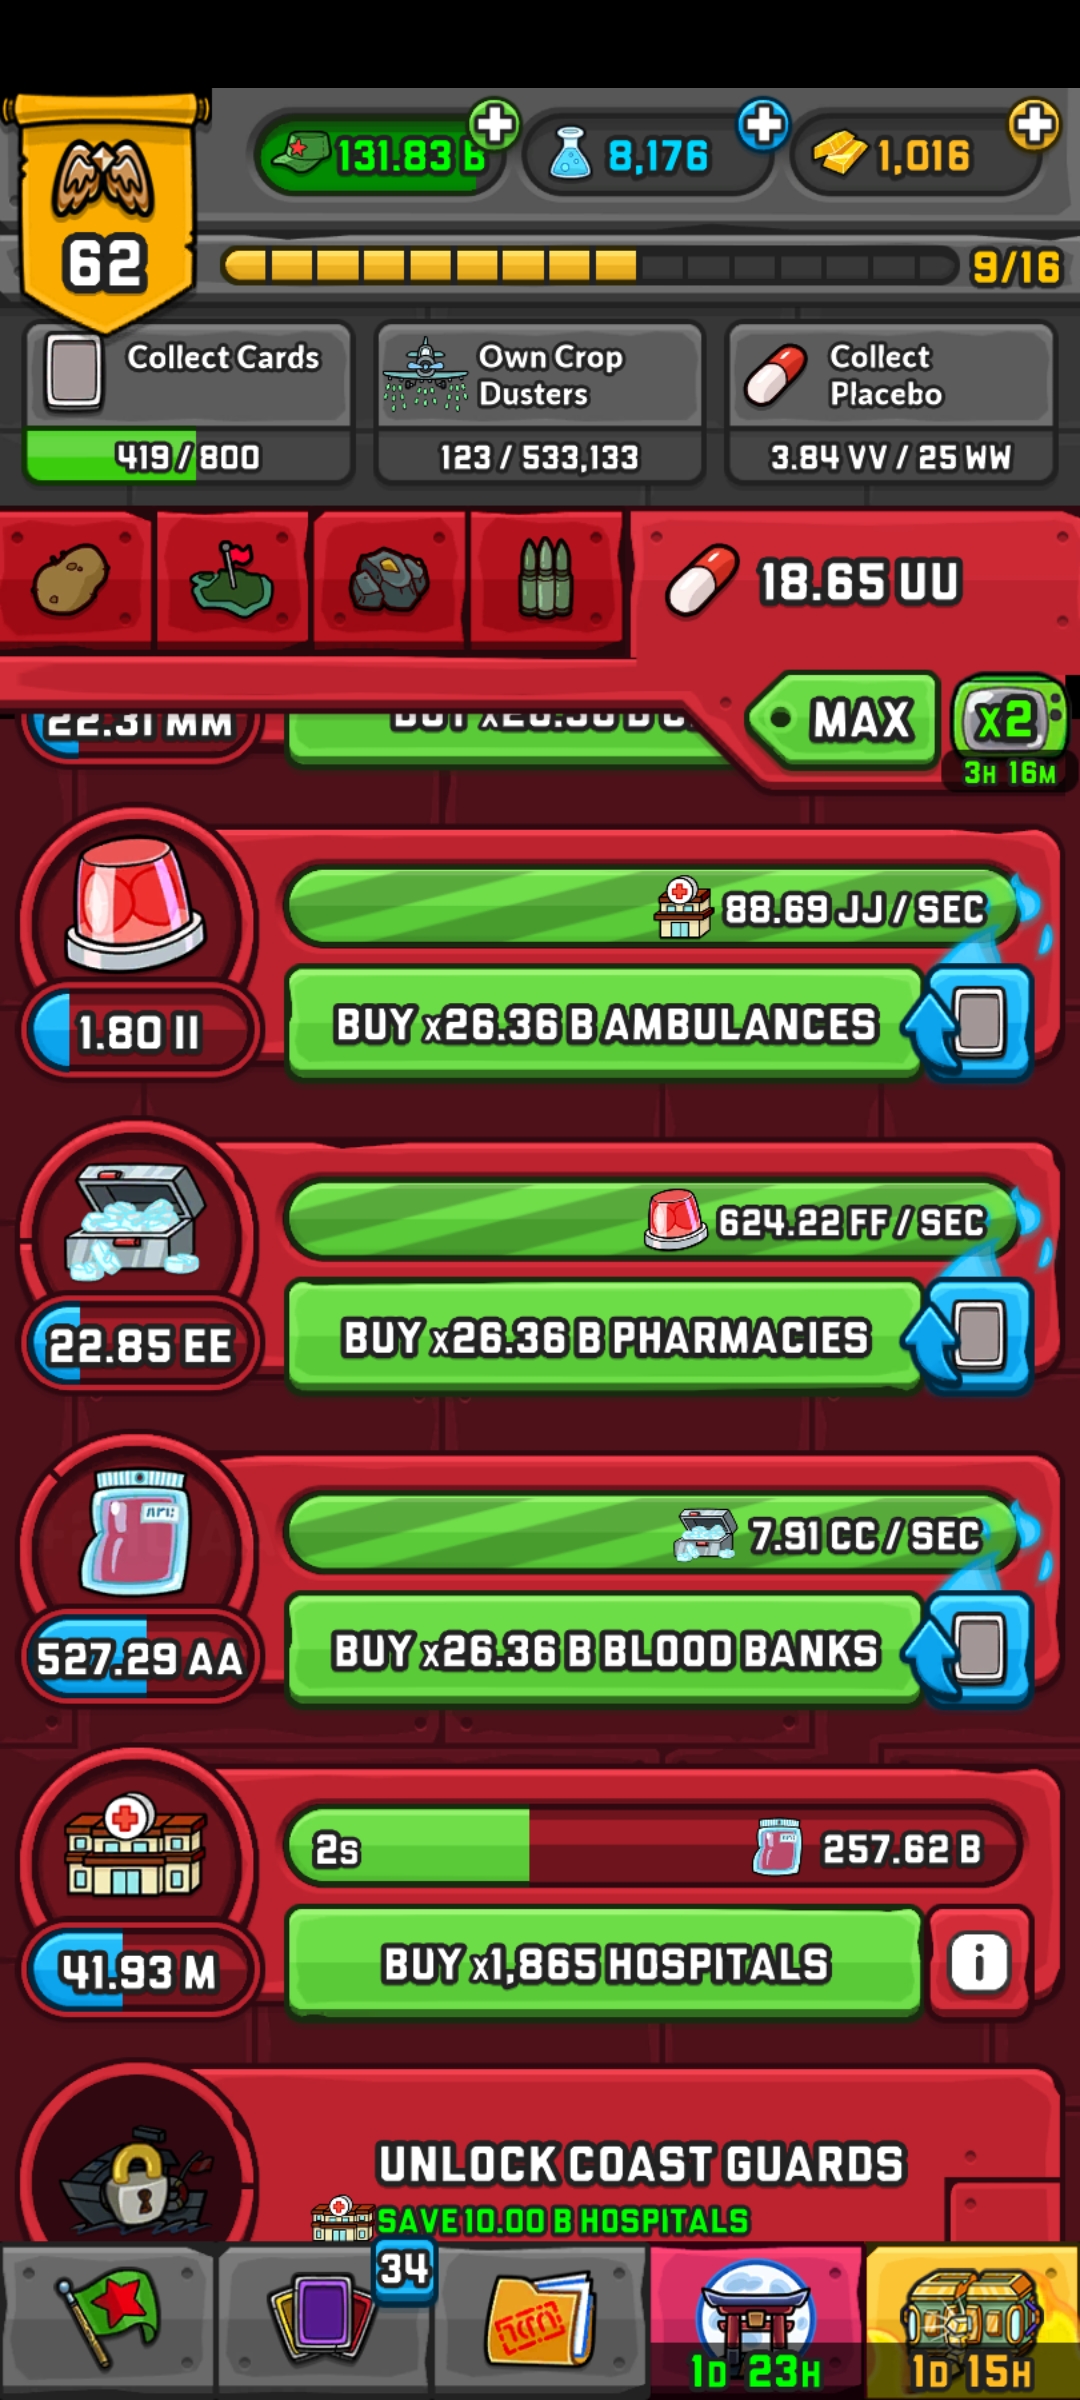 131.83 B
8,176
1,016
62
9/16
Collect Cards
419 / 800
Own Crop
Dusters
123 / 533,133
Collect
Placebo
3.84 VV / 25 WW
18.65 UU
MAX
x2
3H 16M
22.31 MM
88.69 JJ / SEC
1.80 II
BUY x26.36 B AMBULANCES
624.22 FF / SEC
22.85 EE
BUY x26.36 B PHARMACIES
7.91 CC / SEC
527.29 AA
BUY x26.36 B BLOOD BANKS
2s
257.62 B
41.93 M
BUY x1,865 HOSPITALS
i
UNLOCK COAST GUARDS
SAVE 10.00 B HOSPITALS
34
1D 23H
1D 15H